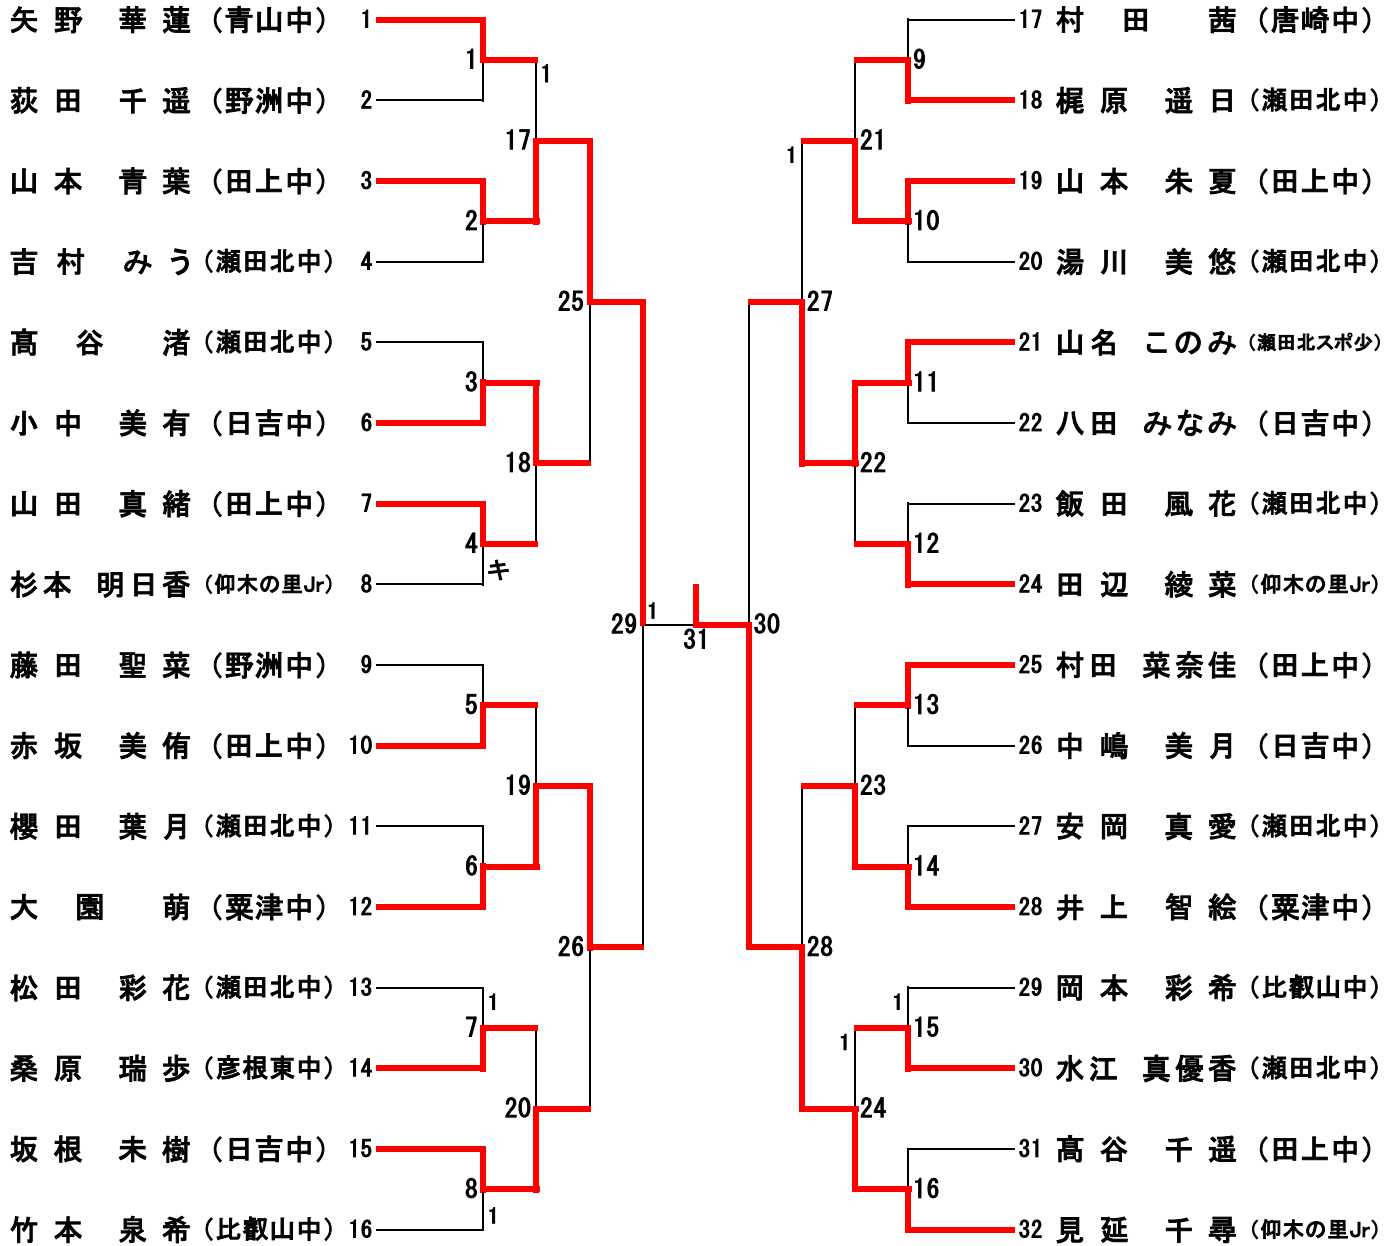 矢野 華蓮 (青山中) 1
荻田 千遥 (野洲中) 2
山本 青葉 (田上中) 3
吉村 みう (瀬田北中) 4
髙谷 渚 (瀬田北中) 5
小中 美有 (日吉中) 6
山田 真緒 (田上中) 7
杉本 明日香 (仰木の里Jr) 8
藤田 聖菜 (野洲中) 9
赤坂 美侑 (田上中) 10
櫻田 葉月 (瀬田北中) 11
大園 萌 (粟津中) 12
松田 彩花 (瀬田北中) 13
桑原 瑞歩 (彦根東中) 14
坂根 未樹 (日吉中) 15
竹本 泉希 (比叡山中) 16
1
2
3
4
キ
5
6
7
1
8
1
17
1
18
19
20
25
26
29
1
31
30
27
1
28
21
22
23
24
1
9
10
11
12
13
14
15
1
16
17 村田 茜 (唐崎中)
18 梶原 遥日 (瀬田北中)
19 山本 朱夏 (田上中)
20 湯川 美悠 (瀬田北中)
21 山名 このみ (瀬田北スポ少)
22 八田 みなみ (日吉中)
23 飯田 風花 (瀬田北中)
24 田辺 綾菜 (仰木の里Jr)
25 村田 菜奈佳 (田上中)
26 中嶋 美月 (日吉中)
27 安岡 真愛 (瀬田北中)
28 井上 智絵 (粟津中)
29 岡本 彩希 (比叡山中)
30 水江 真優香 (瀬田北中)
31 髙谷 千遥 (田上中)
32 見延 千尋 (仰木の里Jr)